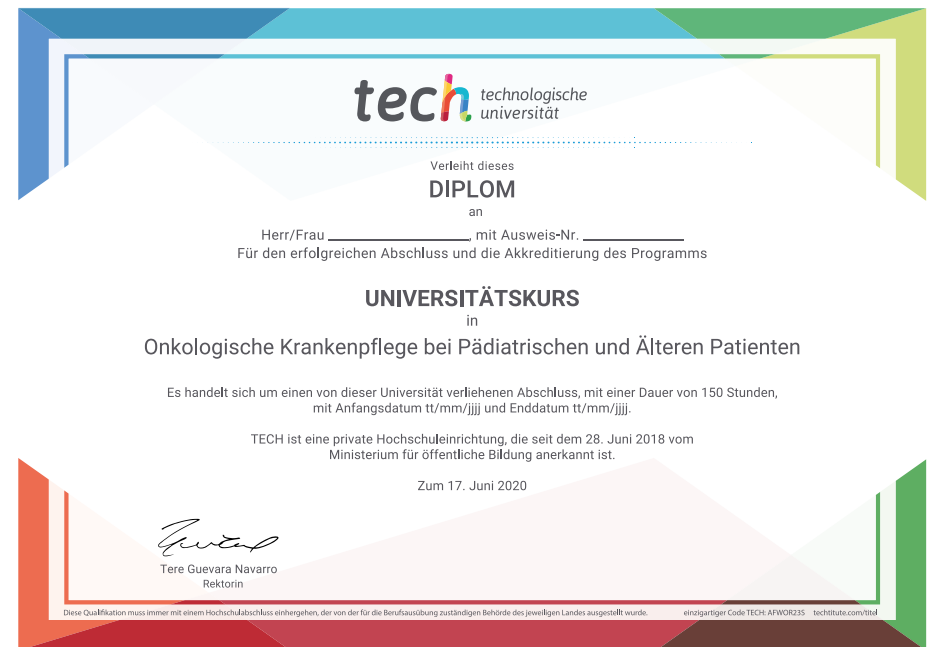 tech technologische
universität
Verleiht dieses
DIPLOM
an
Herr/Frau ____________________, mit Ausweis-Nr. ______________
Für den erfolgreichen Abschluss und die Akkreditierung des Programms
UNIVERSITÄTSKURS
in
Onkologische Krankenpflege bei Pädiatrischen und Älteren Patienten
Es handelt sich um einen von dieser Universität verliehenen Abschluss, mit einer Dauer von 150 Stunden,
mit Anfangsdatum tt/mm/jjjj und Enddatum tt/mm/jjjj.
TECH ist eine private Hochschuleinrichtung, die seit dem 28. Juni 2018 vom
Ministerium für öffentliche Bildung anerkannt ist.
Zum 17. Juni 2020
Tere Guevara Navarro
Rektorin
Diese Qualifikation muss immer mit einem Hochschulabschluss einhergehen, der von der für die Berufsausübung zuständigen Behörde des jeweiligen Landes ausgestellt wurde. einzigartiger Code TECH: AFWOR23S techtitute.com/titel